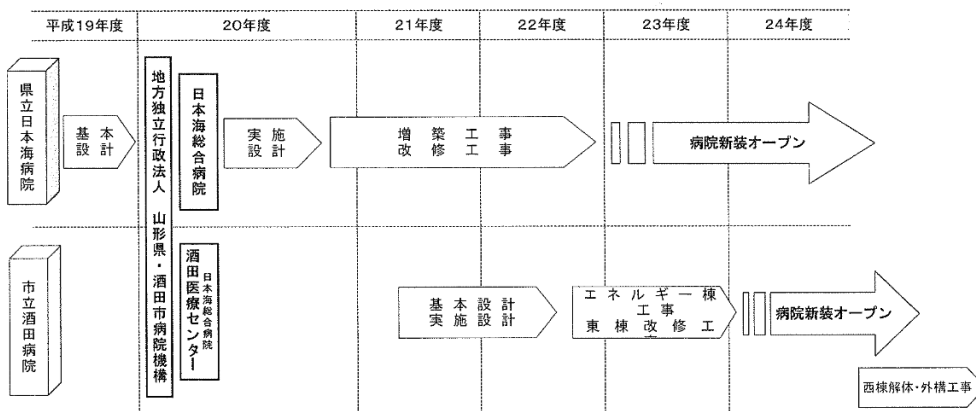 平成19年度
20年度
21年度
22年度
23年度
24年度
県立日本海病院
基本
設計
地方独立行政法人 山形県・酒田市病院機構
日本海総合病院
実施
設計
増築工事
改修工事
病院新装オープン
市立酒田病院
日本海総合病院
酒田医療センター
基本設計
実施設計
エネルギー棟
工事
東棟改修工
病院新装オープン
西棟解体・外構工事